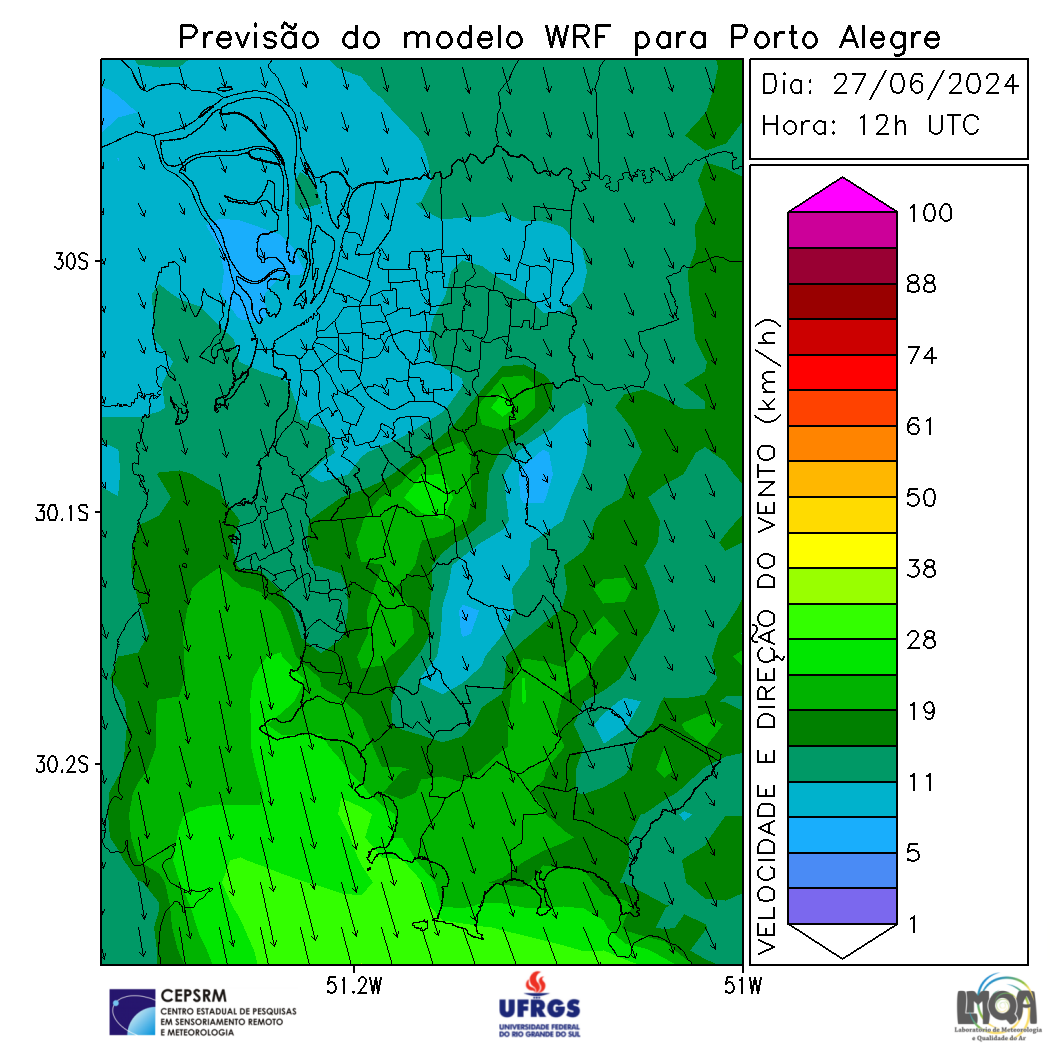 Previsão do modelo WRF para Porto Alegre
Dia: 27/06/2024
Hora: 12h UTC
30S
30.1S
30.2S
51.2W
51W
VELOCIDADE E DIREÇÃO DO VENTO (km/h)
100
88
74
61
50
38
28
19
11
5
1
CEPSRM
CENTRO ESTADUAL DE PESQUISAS
EM SENSORIAMENTO REMOTO
E METEOROLOGIA
UFRGS
UNIVERSIDADE FEDERAL
DO RIO GRANDE DO SUL
LMQA
Laboratório de Meteorologia
e Qualidade do Ar